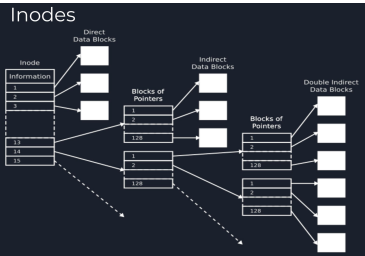 Inodes
Direct
Data Blocks
Inode
Information
1
2
3
13
14
15
Blocks of
Pointers
1
2
128
1
2
128
Indirect
Data Blocks
Blocks of
Pointers
1
2
128
1
2
128
Double Indirect
Data Blocks